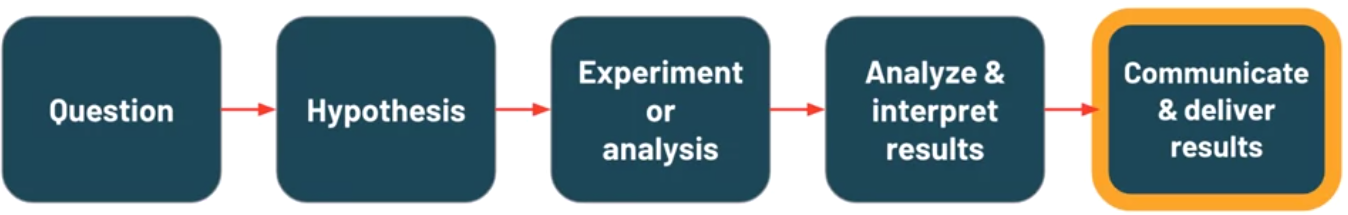 Question
Hypothesis
Experiment
or
analysis
Analyze &
interpret
results
Communicate
& deliver
results